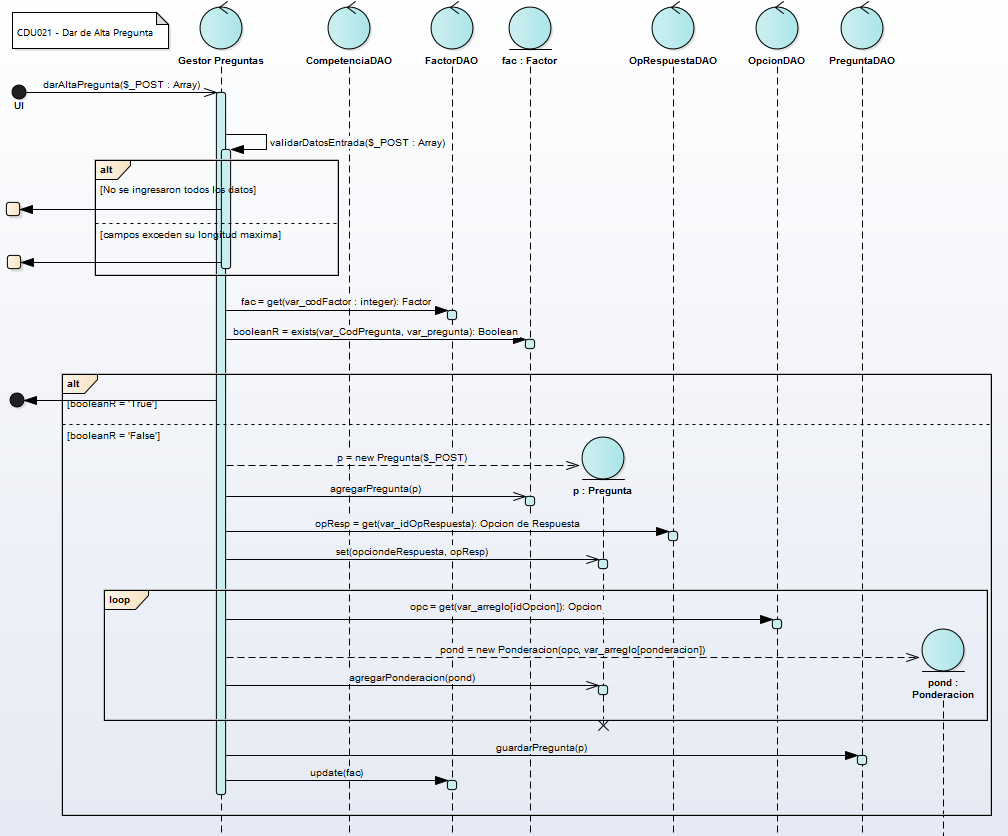 CDU021 - Dar de Alta Pregunta
Gestor Preguntas
CompetenciaDAO
FactorDAO
fac : Factor
OpRespuestaDAO
OpcionDAO
PreguntaDAO
darAltaPregunta($_POST : Array)
UI
validarDatosEntrada($_POST : Array)
alt
[No se ingresaron todos los datos]
[campos exceden su longitud maxima]
fac = get(var_codFactor : integer): Factor
booleanR = exists(var_CodPregunta, var_pregunta): Boolean
alt
[booleanR = 'True']
[booleanR = 'False']
p = new Pregunta($_POST)
p : Pregunta
agregarPregunta(p)
opResp = get(var_idOpRespuesta): Opcion de Respuesta
set(opciondeRespuesta, opResp)
loop
opc = get(var_arreglo[idOpcion]): Opcion
pond = new Ponderacion(opc, var_arreglo[ponderacion])
agregarPonderacion(pond)
pond :
Ponderacion
guardarPregunta(p)
update(fac)